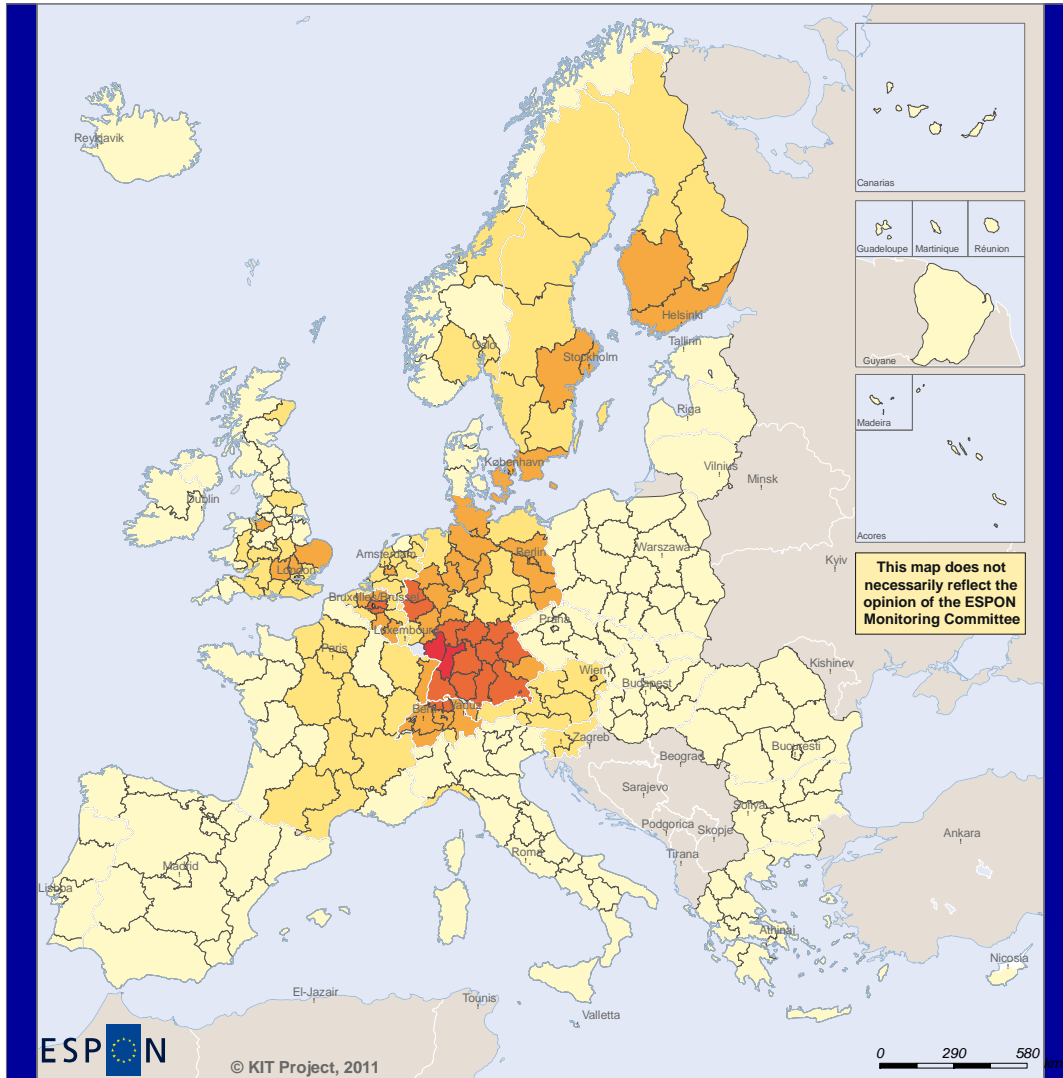 Reykjavik
Canarias
Guadeloupe
Martinique
Réunion
Guyane
Madeira
Acores
This map does not
necessarily reflect the
opinion of the ESPON
Monitoring Committee
Oslo
Helsinki
Tallinn
Stockholm
Riga
København
Vilnius
Minsk
Dublin
Amsterdam
Berlin
Warszawa
London
Kyiv
Bruxelles/Brussel
Luxembourg
Praha
Paris
Kishinev
Wien
Budapest
Bern
Vaduz
Zagreb
Bucuresti
Beograd
Sarajevo
Sofiya
Podgorica
Skopje
Ankara
Roma
Tirana
Madrid
Lisboa
Athinai
Nicosia
El-Jazair
Tounis
Valletta
ESPON
© KIT Project, 2011
0 290 580
km